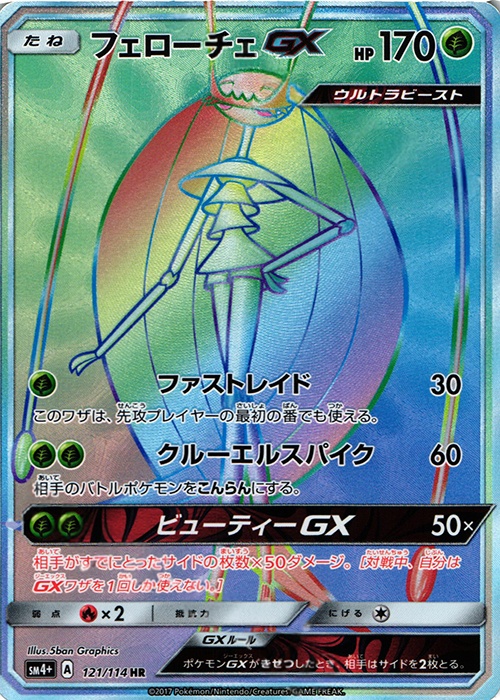 たね フェローチェGX HP 170
ウルトラビースト
ファストレイド 30
このワザは、先攻プレイヤーの最初の番でも使える。
クルーエルスパイク 60
相手のバトルポケモンをこんらんにする。
ビューティーGX 50×
相手がすでにとったサイドの枚数×50ダメージ。[対戦中、自分はGXワザを1回しか使えない。]
弱点 ×2 抵抗力 にげる
Illus. 5ban Graphics
GXルール
SM4+ A 121/114 HR
ポケモンGXがきぜつしたとき、相手はサイドを2枚とる。
©2017 Pokémon/Nintendo/Creatures/GAMEFREAK.